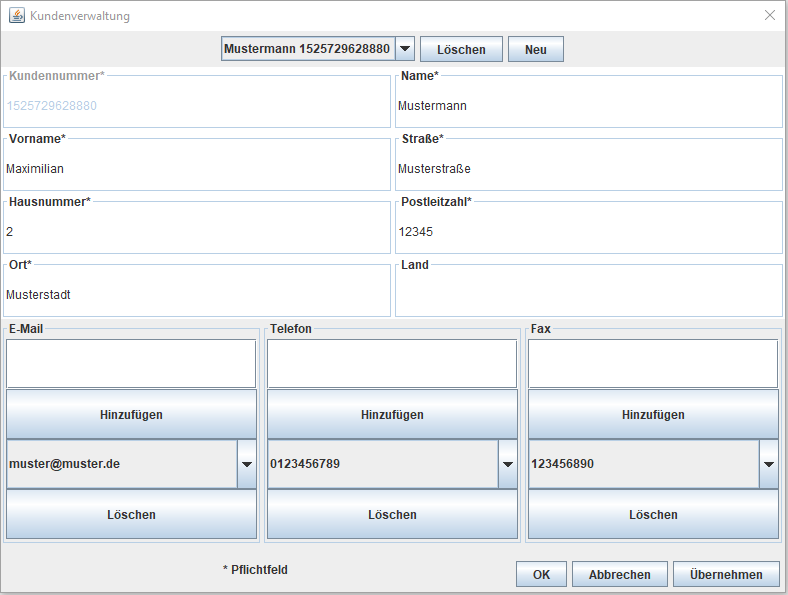 Kundenverwaltung
Mustermann 1525729628880 Löschen Neu
Kundennummer* Name*
1525729628880 Mustermann
Vorname* Straße*
Maximilian Musterstraße
Hausnummer* Postleitzahl*
2 12345
Ort* Land
Musterstadt
E-Mail Telefon Fax
Hinzufügen Hinzufügen Hinzufügen
muster@muster.de 0123456789 123456890
Löschen Löschen Löschen
* Pflichtfeld
OK Abbrechen Übernehmen